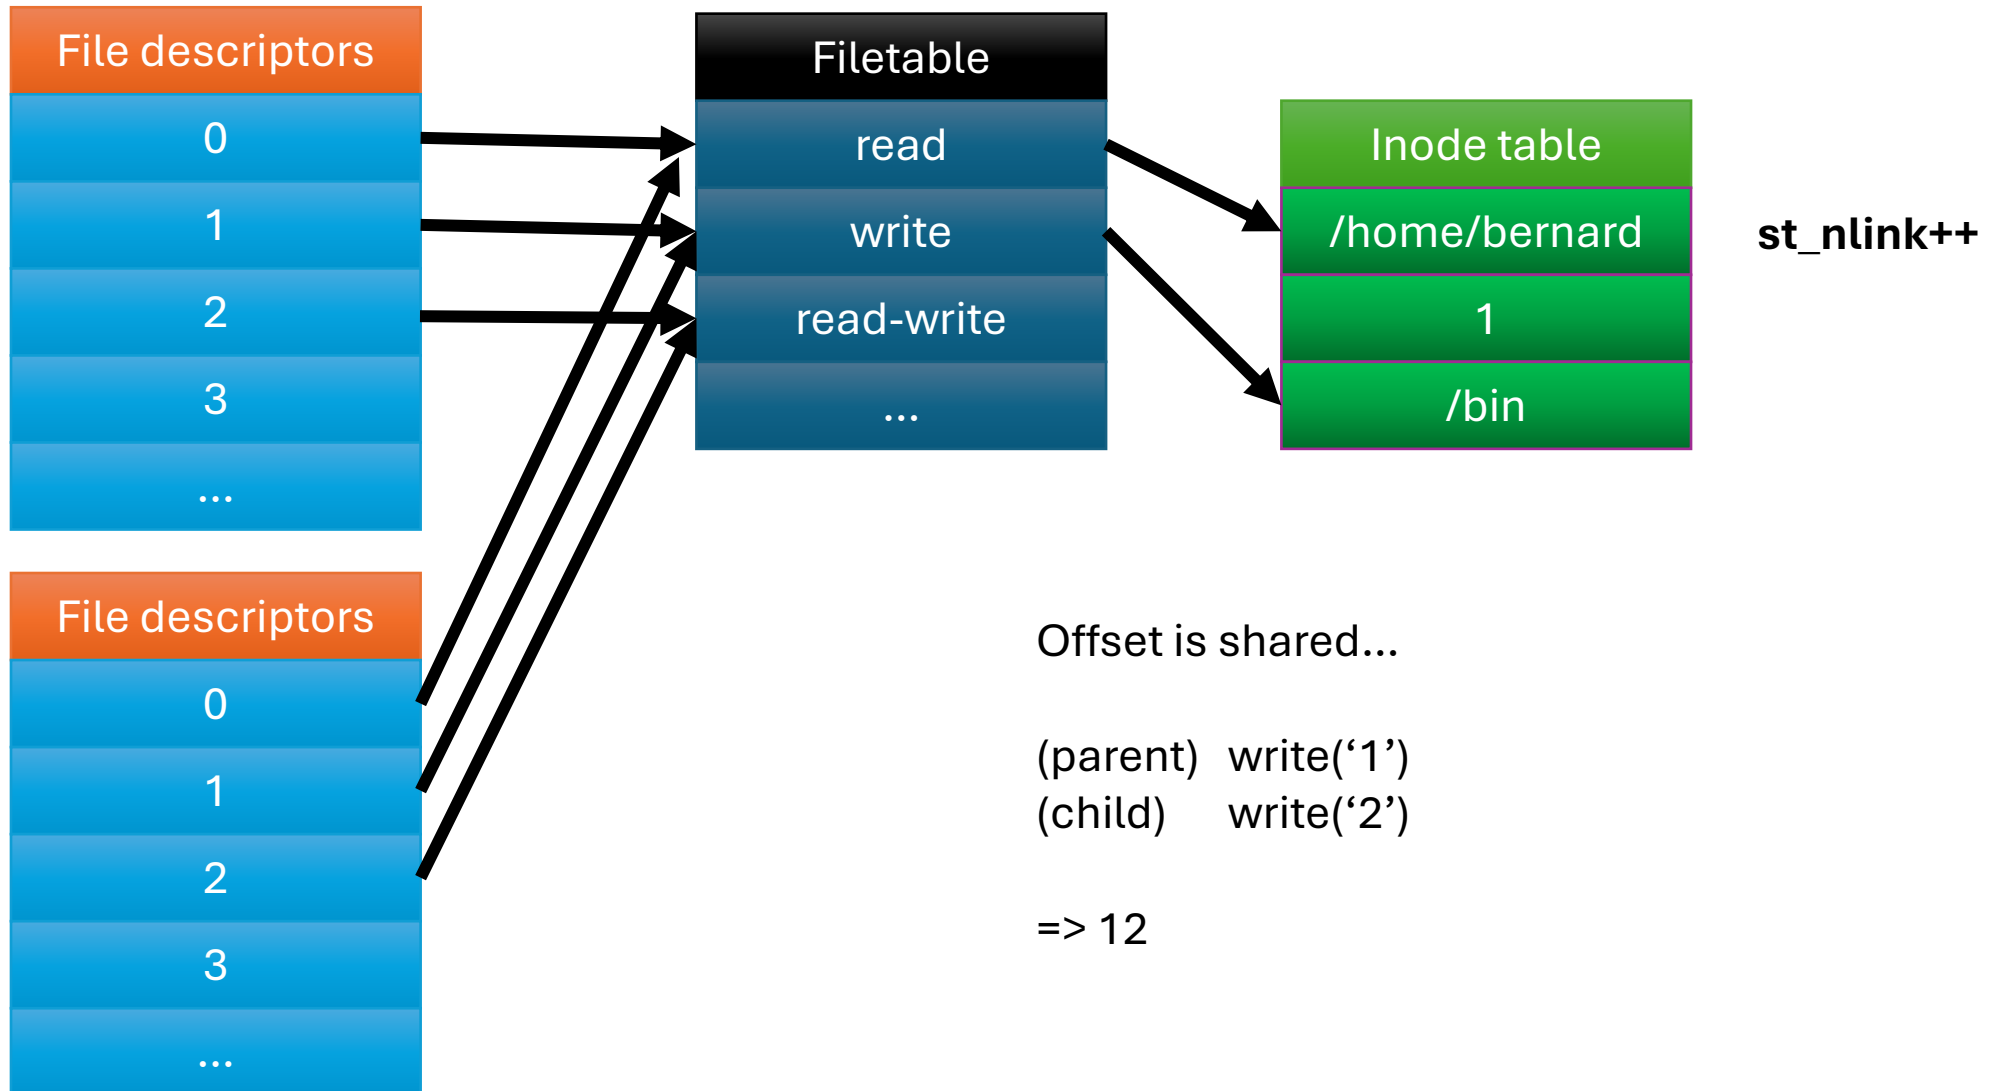 File descriptors
0
1
2
3
...
Filetable
read
write
read-write
...
Inode table
/home/bernard
1
/bin
st_nlink++
File descriptors
0
1
2
3
...
Offset is shared...
(parent) write(‘1’)
(child) write(‘2’)
=> 12